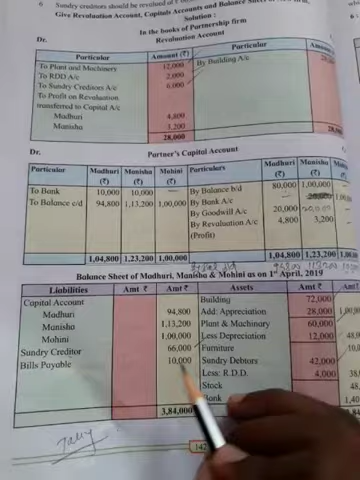 6 Sundry creditors should be revalued at
Give Revaluation Account, Capitals Accounts and Balance Sheet
Solution :
In the books of Partnership firm
Revaluation Account
Dr.
Particular Amount (₹) Particular Amount
To Plant and Machinery 12,000 By Building A/c
To RDD A/c 2,000
To Sundry Creditors A/c 6,000
To Profit on Revaluation
transferred to Capital A/c
Madhuri 4,800
Manisha 3,200
28,000
Dr. Partner's Capital Account
Particular Madhuri (₹) Manisha (₹) Mohini (₹) Particulars Madhuri (₹) Manisha (₹)
To Bank 10,000 10,000 — By Balance b/d 80,000 1,00,000
To Balance c/d 94,800 1,13,200 1,00,000 By Bank A/c
By Goodwill A/c 20,000
By Revaluation A/c 4,800 3,200
(Profit)
1,04,800 1,23,200 1,00,000 1,04,800 1,23,200
Balance Sheet of Madhuri, Manisha & Mohini as on 1st April, 2019
Liabilities Amt ₹ Amt ₹ Assets Amt ₹
Capital Account Building 72,000
Madhuri 94,800 Add: Appreciation 28,000
Manisha 1,13,200 Plant & Machinery 60,000
Mohini 1,00,000 Less Depreciation 12,000
Sundry Creditor 66,000 Furniture
Bills Payable 10,000 Sundry Debtors 42,000
Less: R.D.D. 4,000
Stock
Bank
3,84,000
142